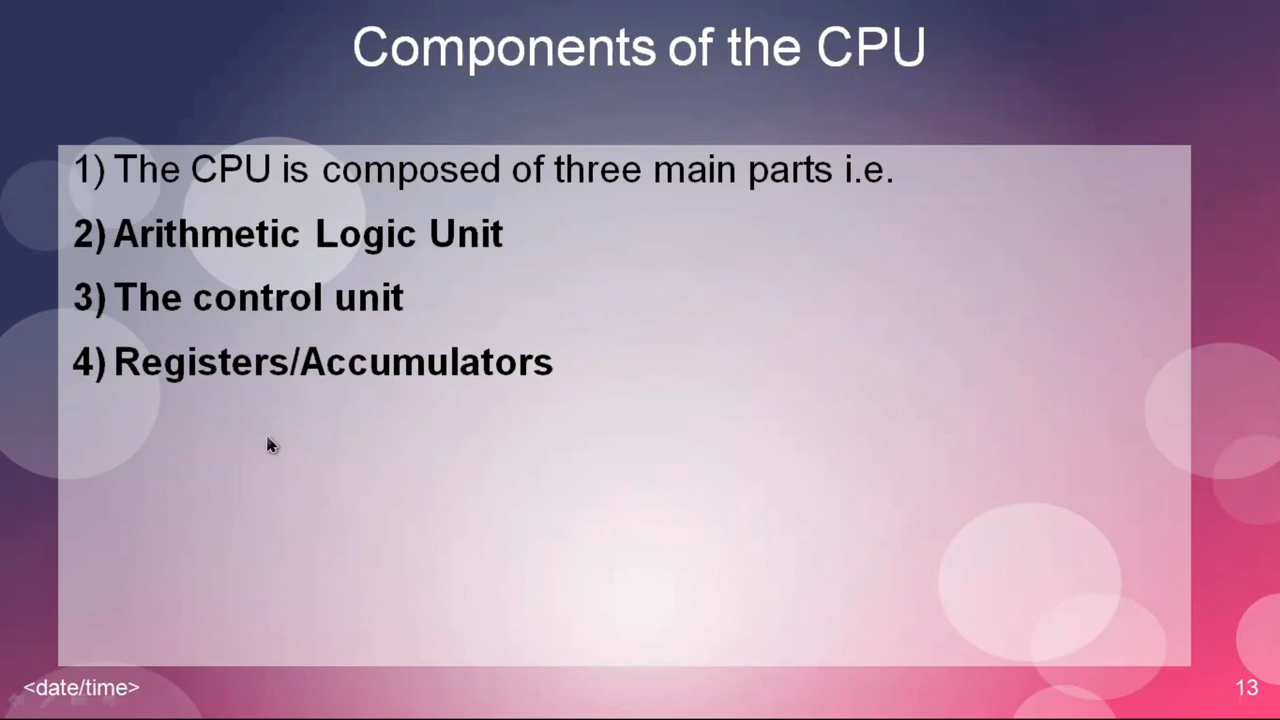 Components of the CPU
1) The CPU is composed of three main parts i.e.
2) Arithmetic Logic Unit
3) The control unit
4) Registers/Accumulators
<date/time>
13